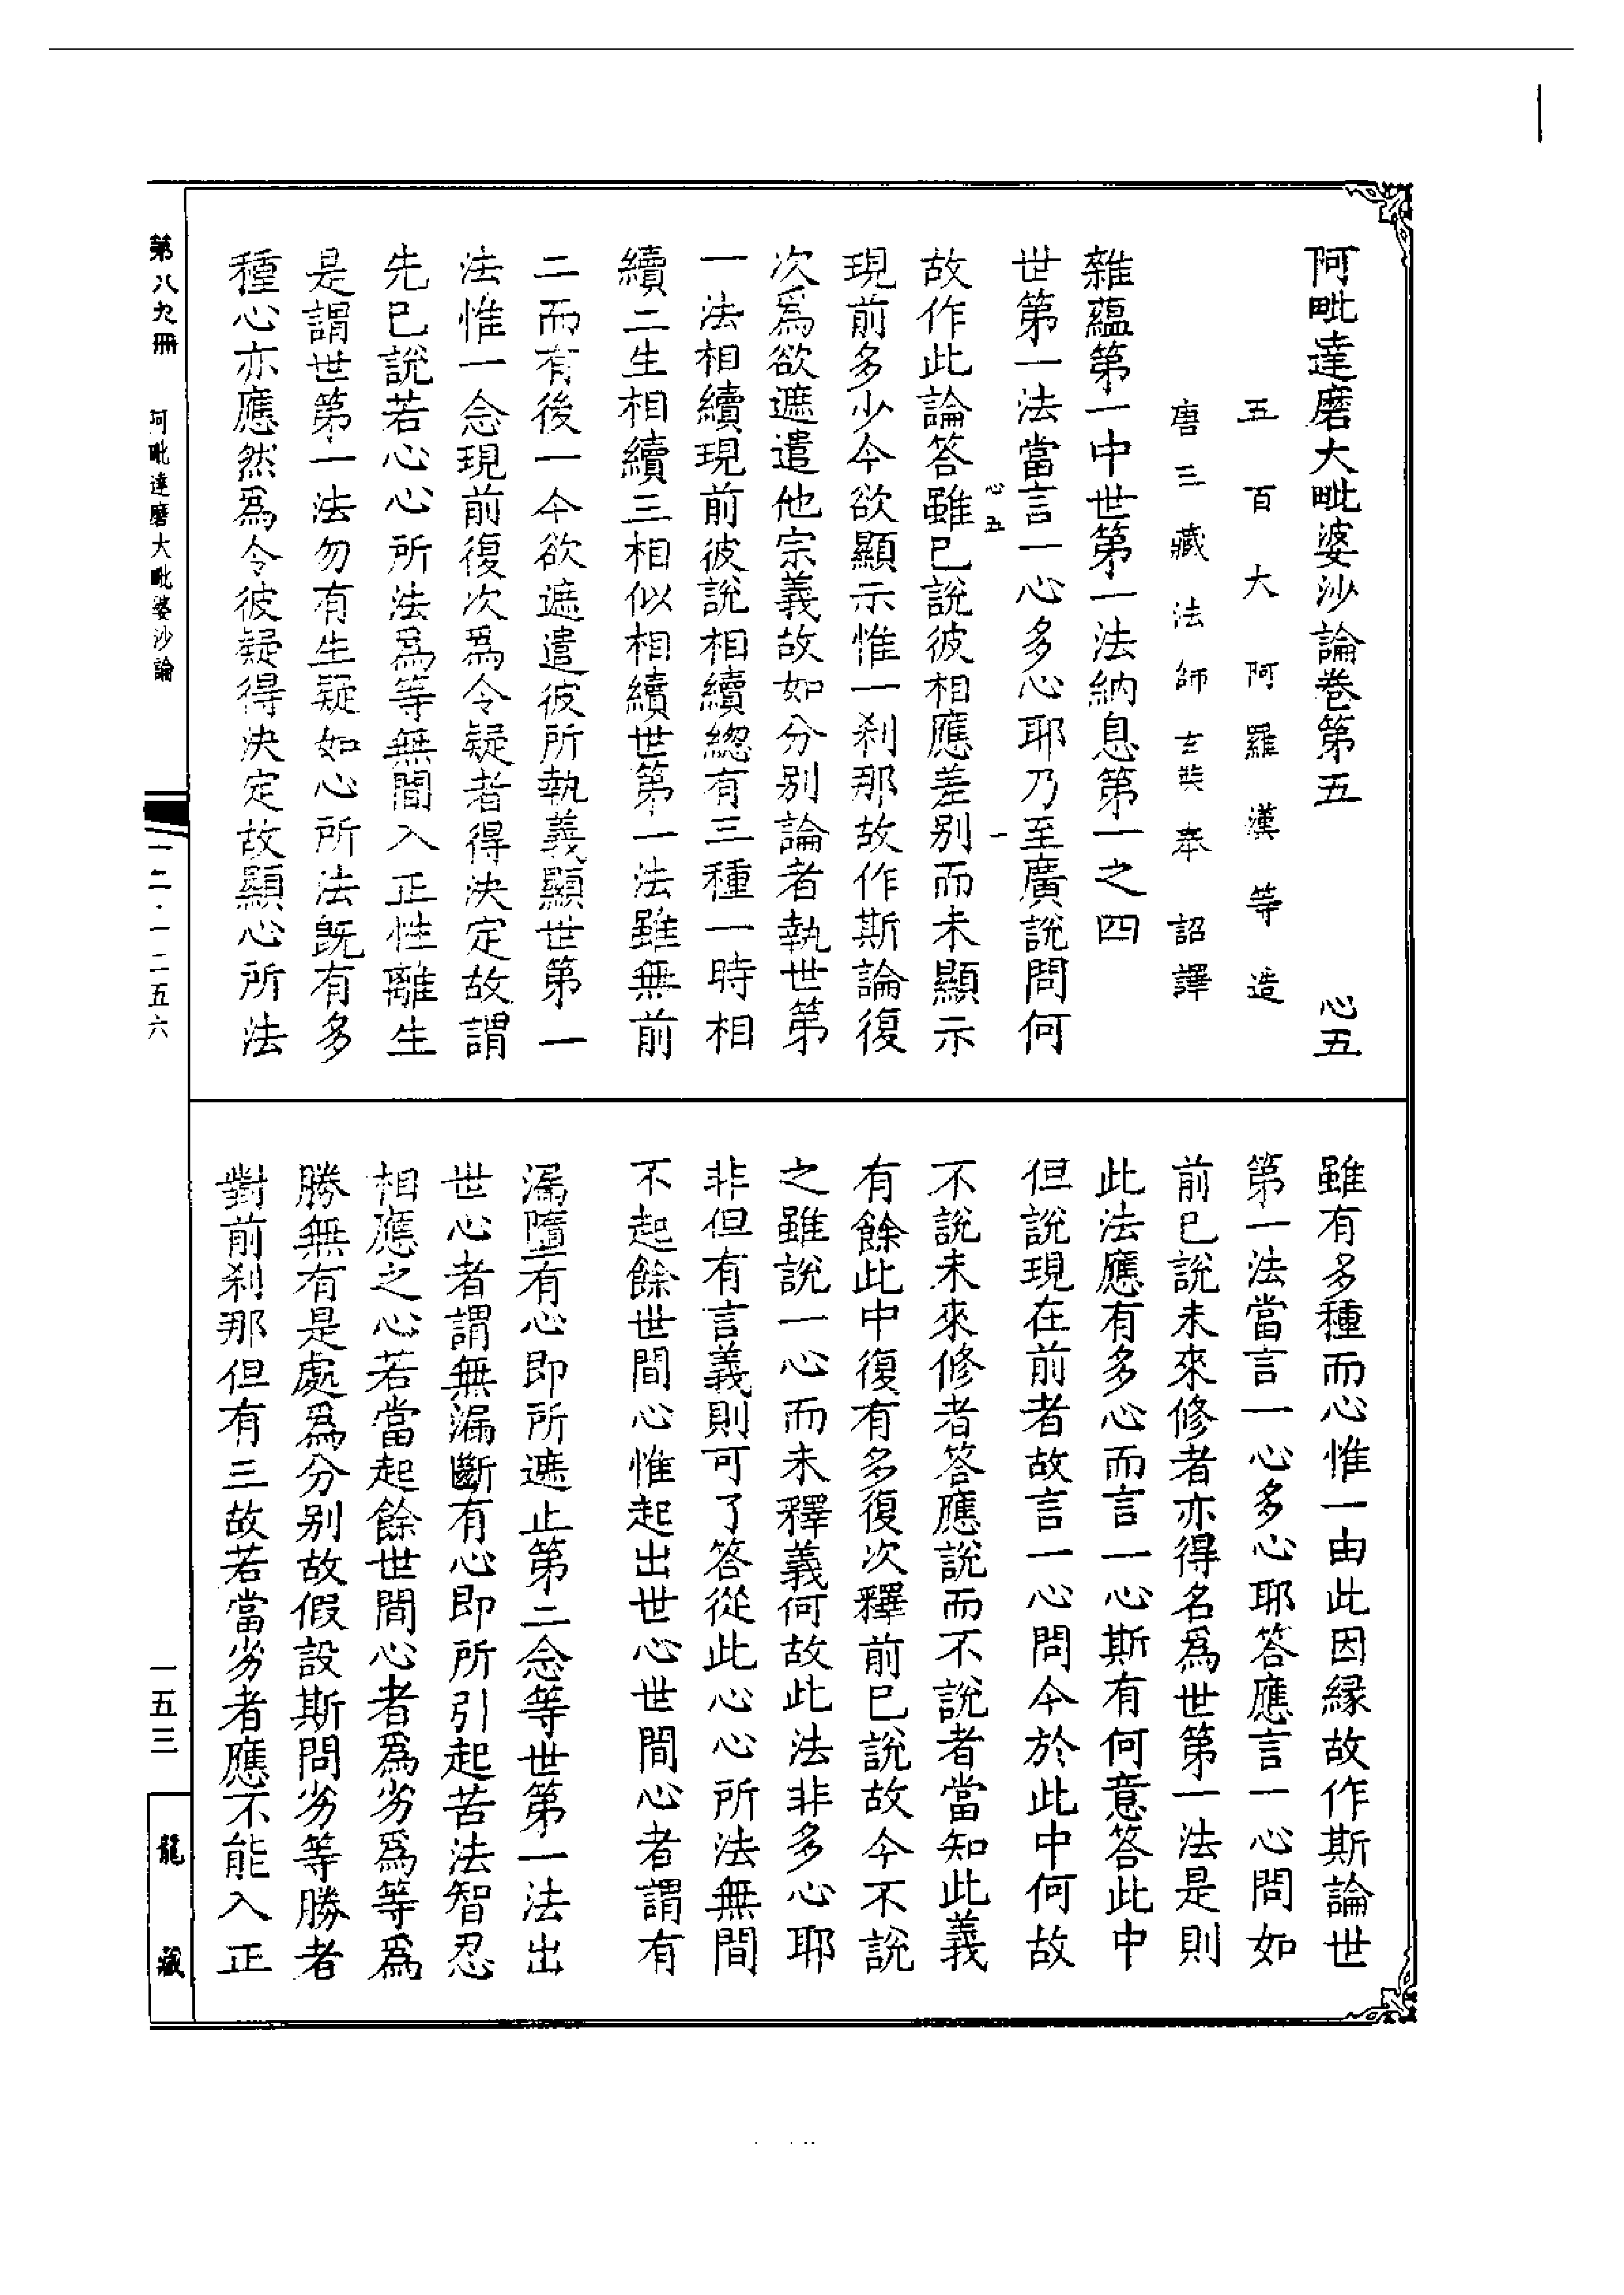 阿毗達磨大毗婆沙論卷第五　心五
五百大阿羅漢等造
唐三藏法師玄奘奉詔譯
雜蘊第一中世第一法納息第一之四
世第一法當言一心多心耶乃至廣說問何
心五　一
故作此論答雖已說彼相應差別而未顯示
現前多少今欲顯示惟一剎那故作斯論復
次爲欲遮遣他宗義故如分別論者執世第
一法相續現前彼說相續總有三種一時相
續二生相續三相似相續世第一法雖無前
二而有後一今欲遮遣彼所執義顯世第一
法惟一念現前復次爲令疑者得決定故謂
先已說若心心所法爲等無間入正性離生
是謂世第一法勿有生疑如心所法既有多
種心亦應然爲令彼疑得決定故顯心所法
雖有多種而心惟一由此因緣故作斯論世
第一法當言一心多心耶答應言一心問如
前已說未來修者亦得名爲世第一法是則
此法應有多心而言一心斯有何意答此中
但說現在前者故言一心問今於此中何故
不說未來修者答應說而不說者當知此義
有餘此中復有多復次釋前已說故今不說
之雖說一心而未釋義何故此法非多心耶
非但有言義則可了答從此心心所法無間
不起餘世間心惟起出世心世間心者謂有
漏墮有心即所遮止第二念等世第一法出
世心者謂無漏斷有心即所引起苦法智忍
相應之心若當起餘世間心者爲劣爲等爲
勝無有是處爲分別故假設斯問劣等勝者
對前剎那但有三故若當劣者應不能入正
第八九冊　阿毗達磨大毗婆沙論
一二·一二五六
一五三
龍藏